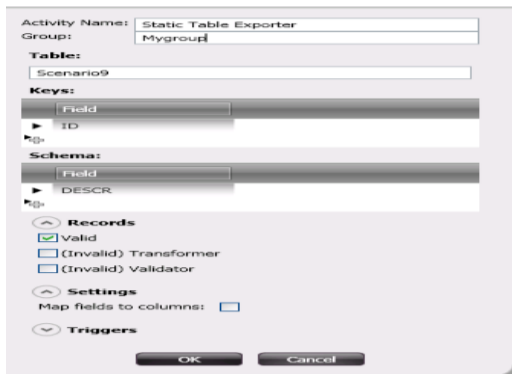 Activity Name: Static Table Exporter
Group: Mygroup
Table:
Scenario9
Keys:
Field
ID
Schema:
Field
DESCR
Records
Valid
(Invalid) Transformer
(Invalid) Validator
Settings
Map fields to columns:
Triggers
OK Cancel